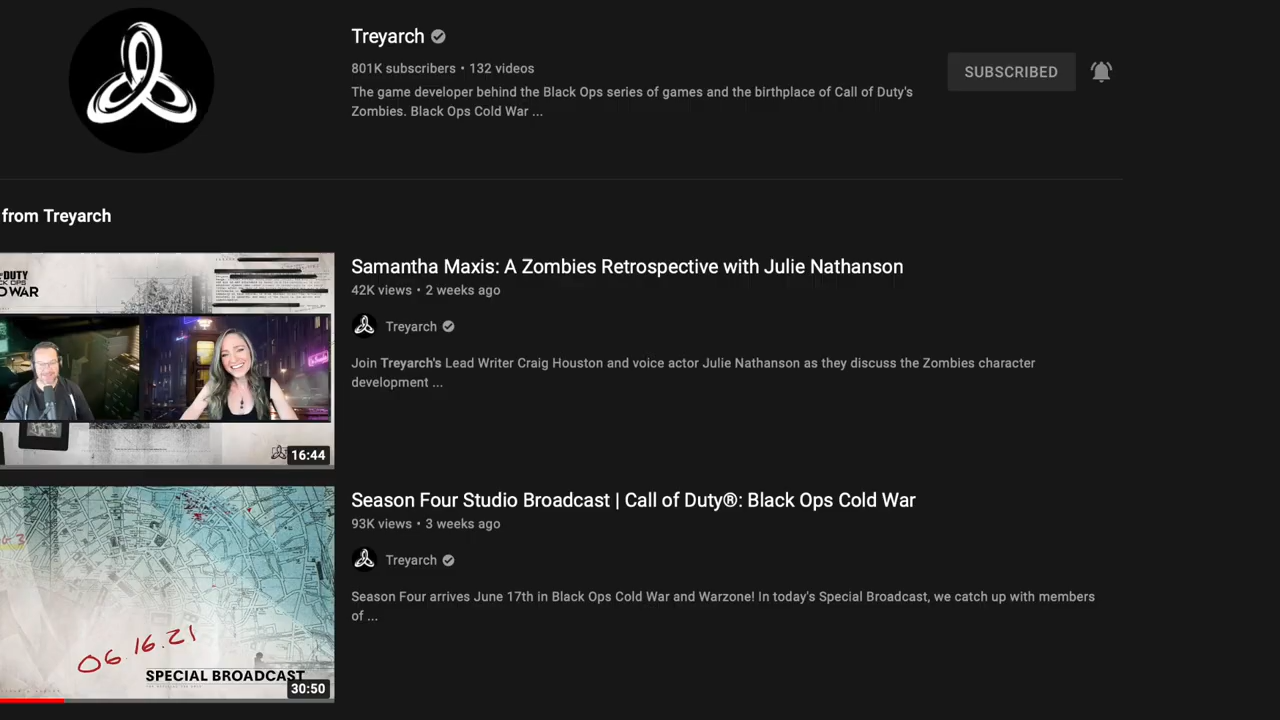 Treyarch
801K subscribers • 132 videos
SUBSCRIBED
The game developer behind the Black Ops series of games and the birthplace of Call of Duty's
Zombies. Black Ops Cold War ...
from Treyarch
DUTY
WAR
16:44
Samantha Maxis: A Zombies Retrospective with Julie Nathanson
42K views • 2 weeks ago
Treyarch
Join Treyarch's Lead Writer Craig Houston and voice actor Julie Nathanson as they discuss the Zombies character
development ...
06.16.21
SPECIAL BROADCAST
30:50
Season Four Studio Broadcast | Call of Duty®: Black Ops Cold War
93K views • 3 weeks ago
Treyarch
Season Four arrives June 17th in Black Ops Cold War and Warzone! In today's Special Broadcast, we catch up with members
of ...